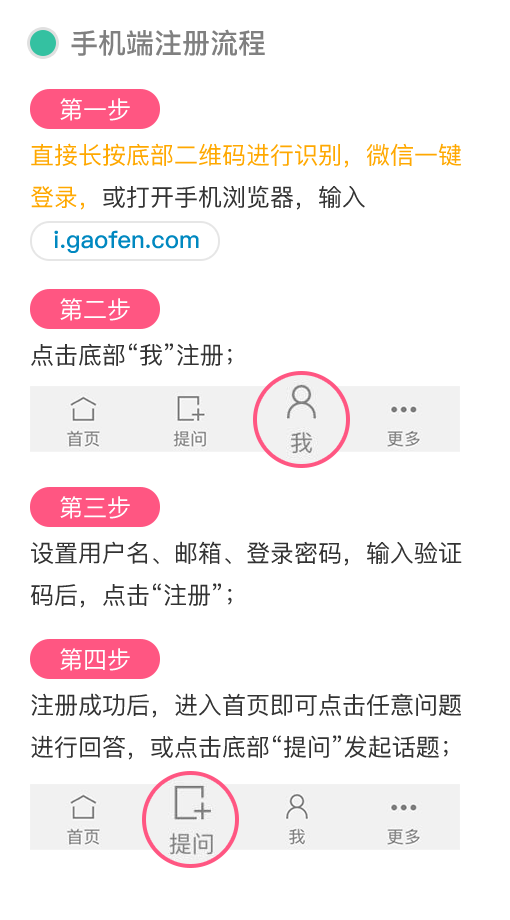 手机端注册流程
第一步
直接长按底部二维码进行识别，微信一键
登录，或打开手机浏览器，输入
i.gaofen.com
第二步
点击底部“我”注册；
首页 提问 我 更多
第三步
设置用户名、邮箱、登录密码，输入验证
码后，点击“注册”；
第四步
注册成功后，进入首页即可点击任意问题
进行回答，或点击底部“提问”发起话题；
首页 提问 我 更多